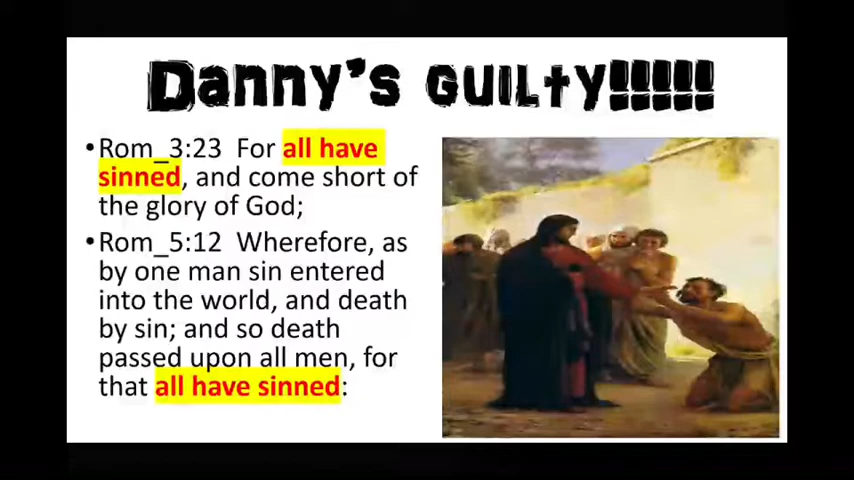 Danny's GUILTY!!!!!
•Rom_3:23 For all have
sinned, and come short of
the glory of God;
•Rom_5:12 Wherefore, as
by one man sin entered
into the world, and death
by sin; and so death
passed upon all men, for
that all have sinned: